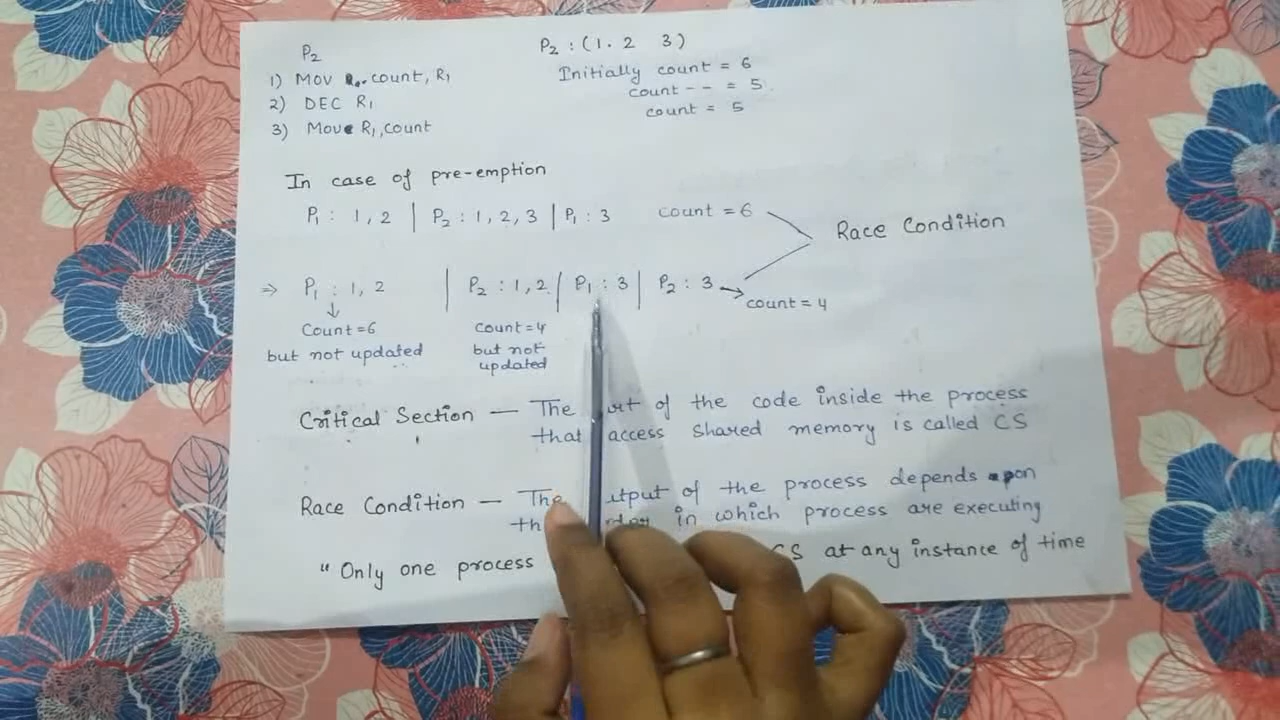 P2
1) MOV count, R1
2) DEC R1
3) Move R1, count
P2 : (1. 2 3)
Initially count = 6
count - - = 5
count = 5
In case of pre-emption
P1 : 1, 2 | P2 : 1, 2, 3 | P1 : 3 count = 6
Race Condition
⇒ P1 : 1, 2 | P2 : 1, 2 | P1 : 3 | P2 : 3 → count = 4
↓
Count = 6
but not updated
count = 4
but not
updated
Critical Section — The of the code inside the process
that access shared memory is called CS
Race Condition — The of the process depends upon
in which process are executing
"Only one process CS at any instance of time